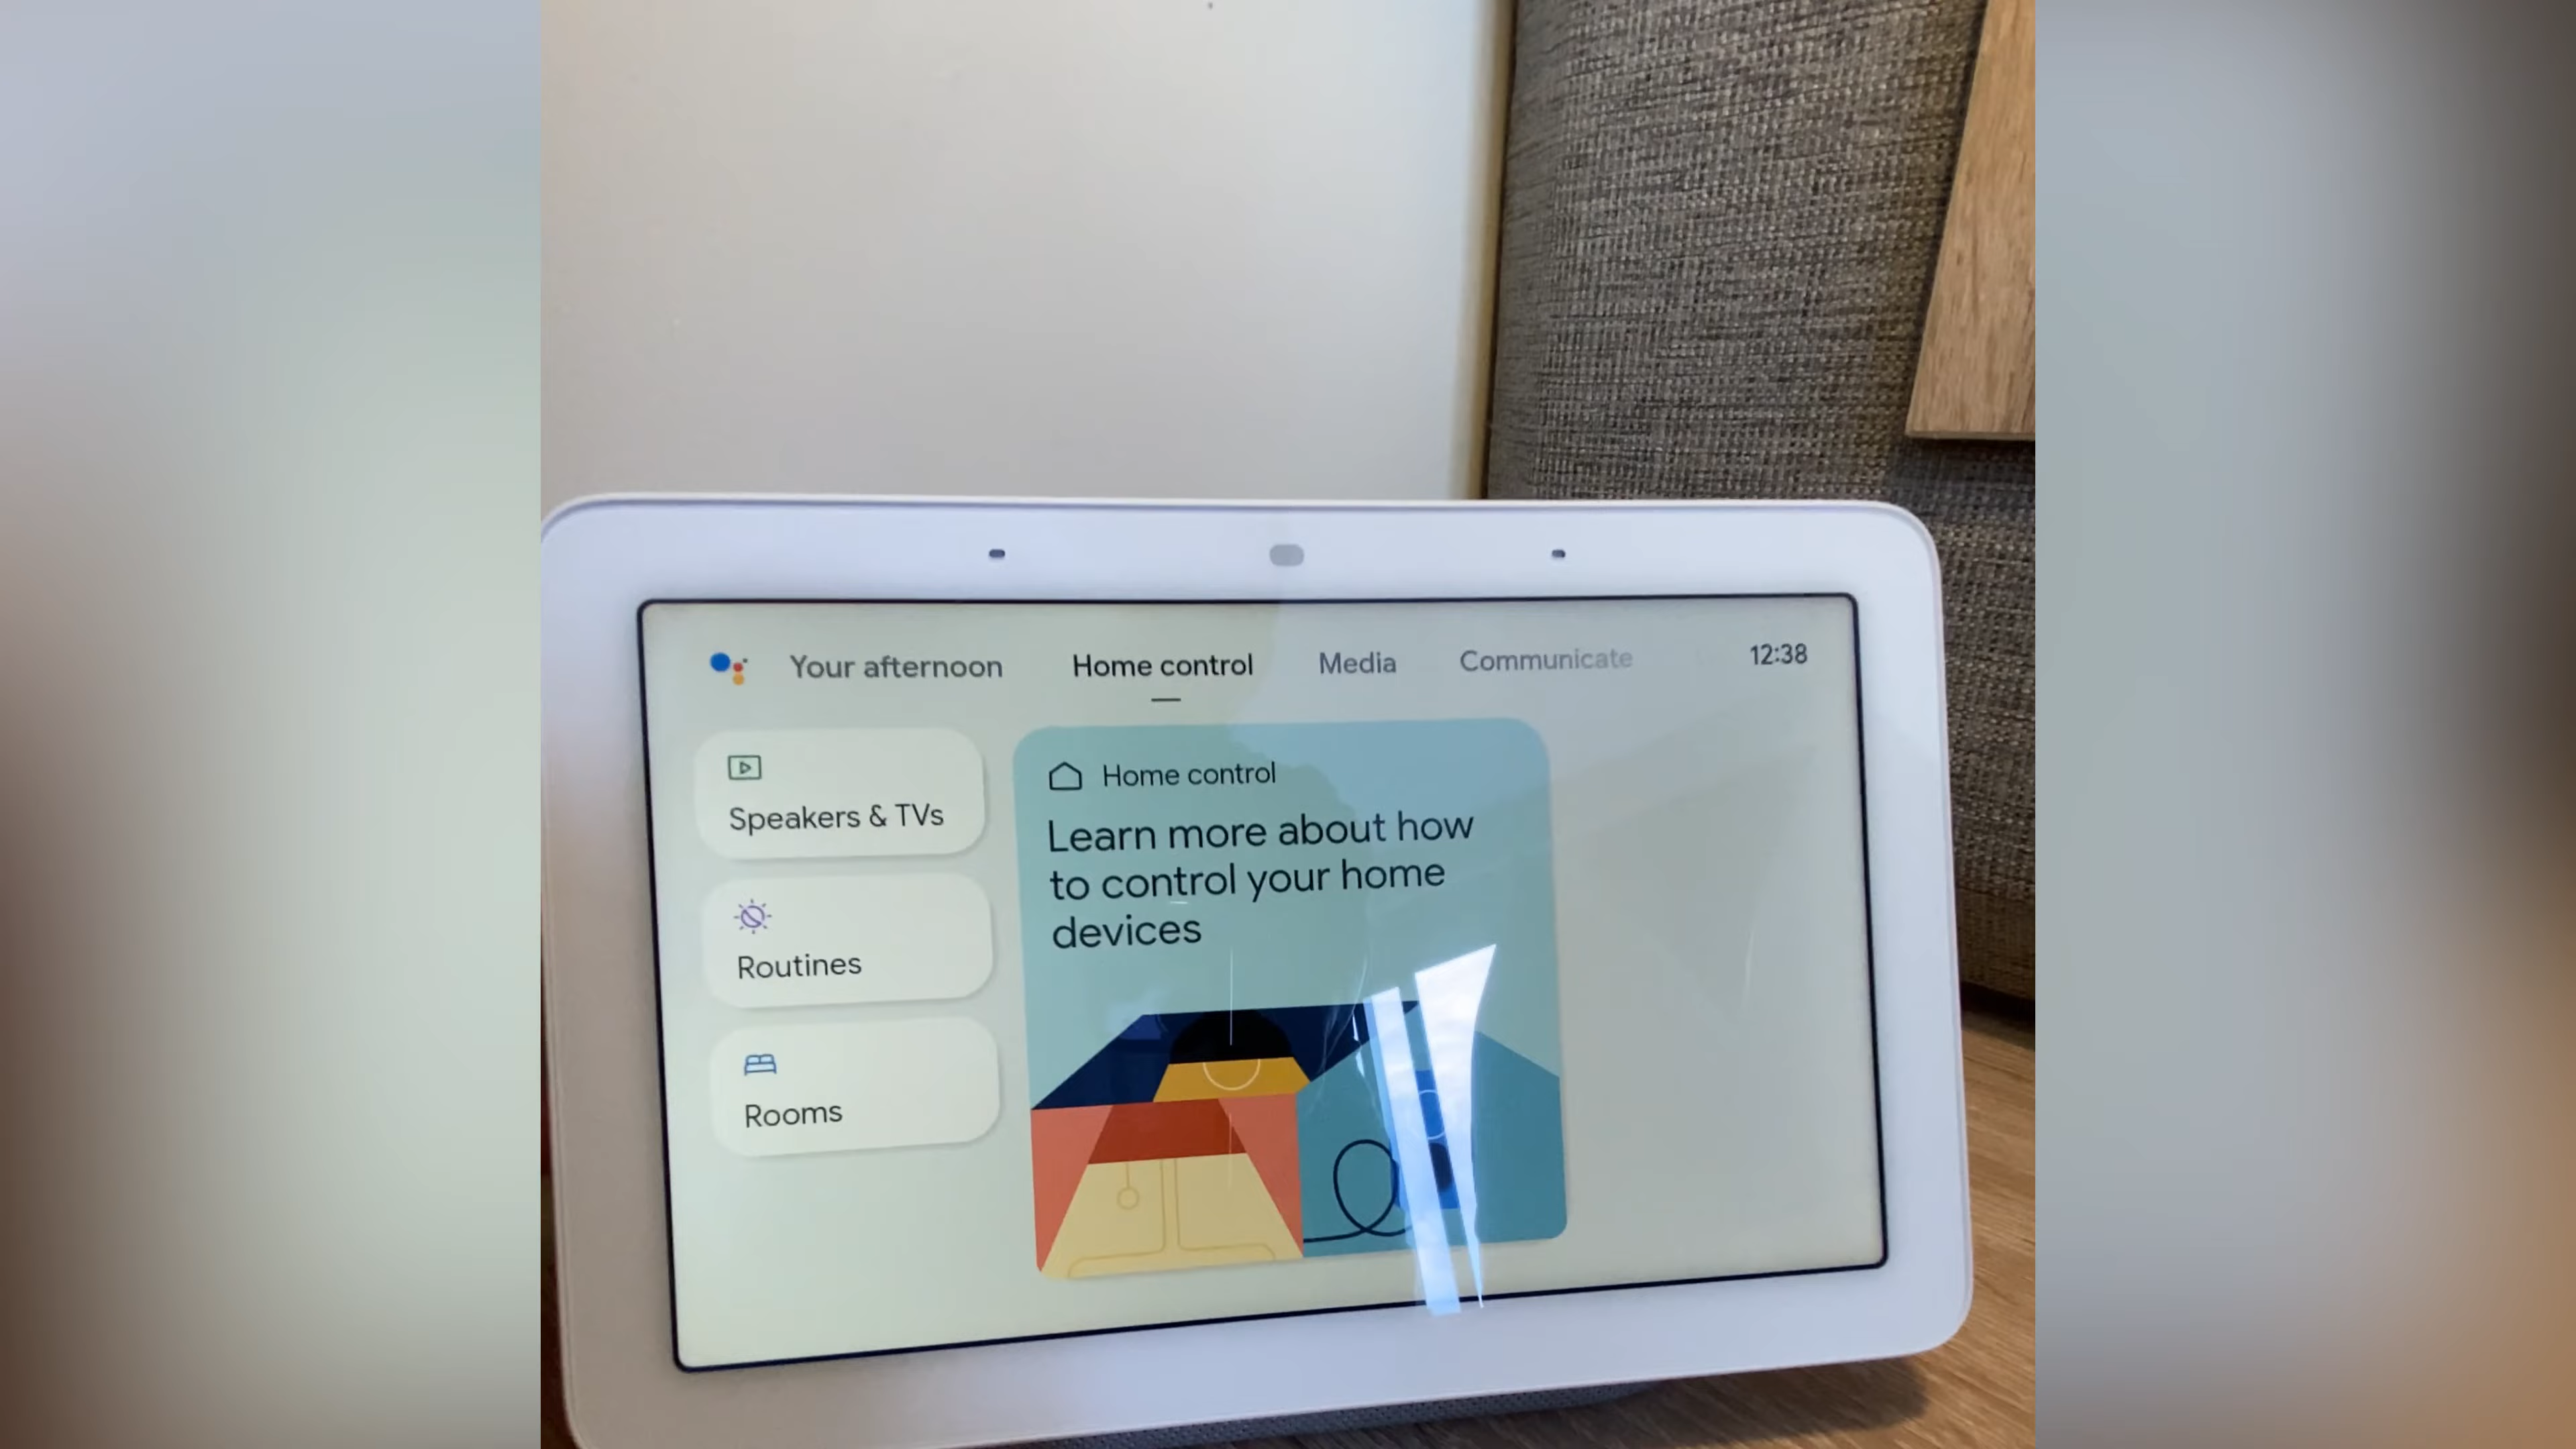 Your afternoon
Home control
Media
Communicate
12:38
Speakers & TVs
Routines
Rooms
Home control
Learn more about how
to control your home
devices